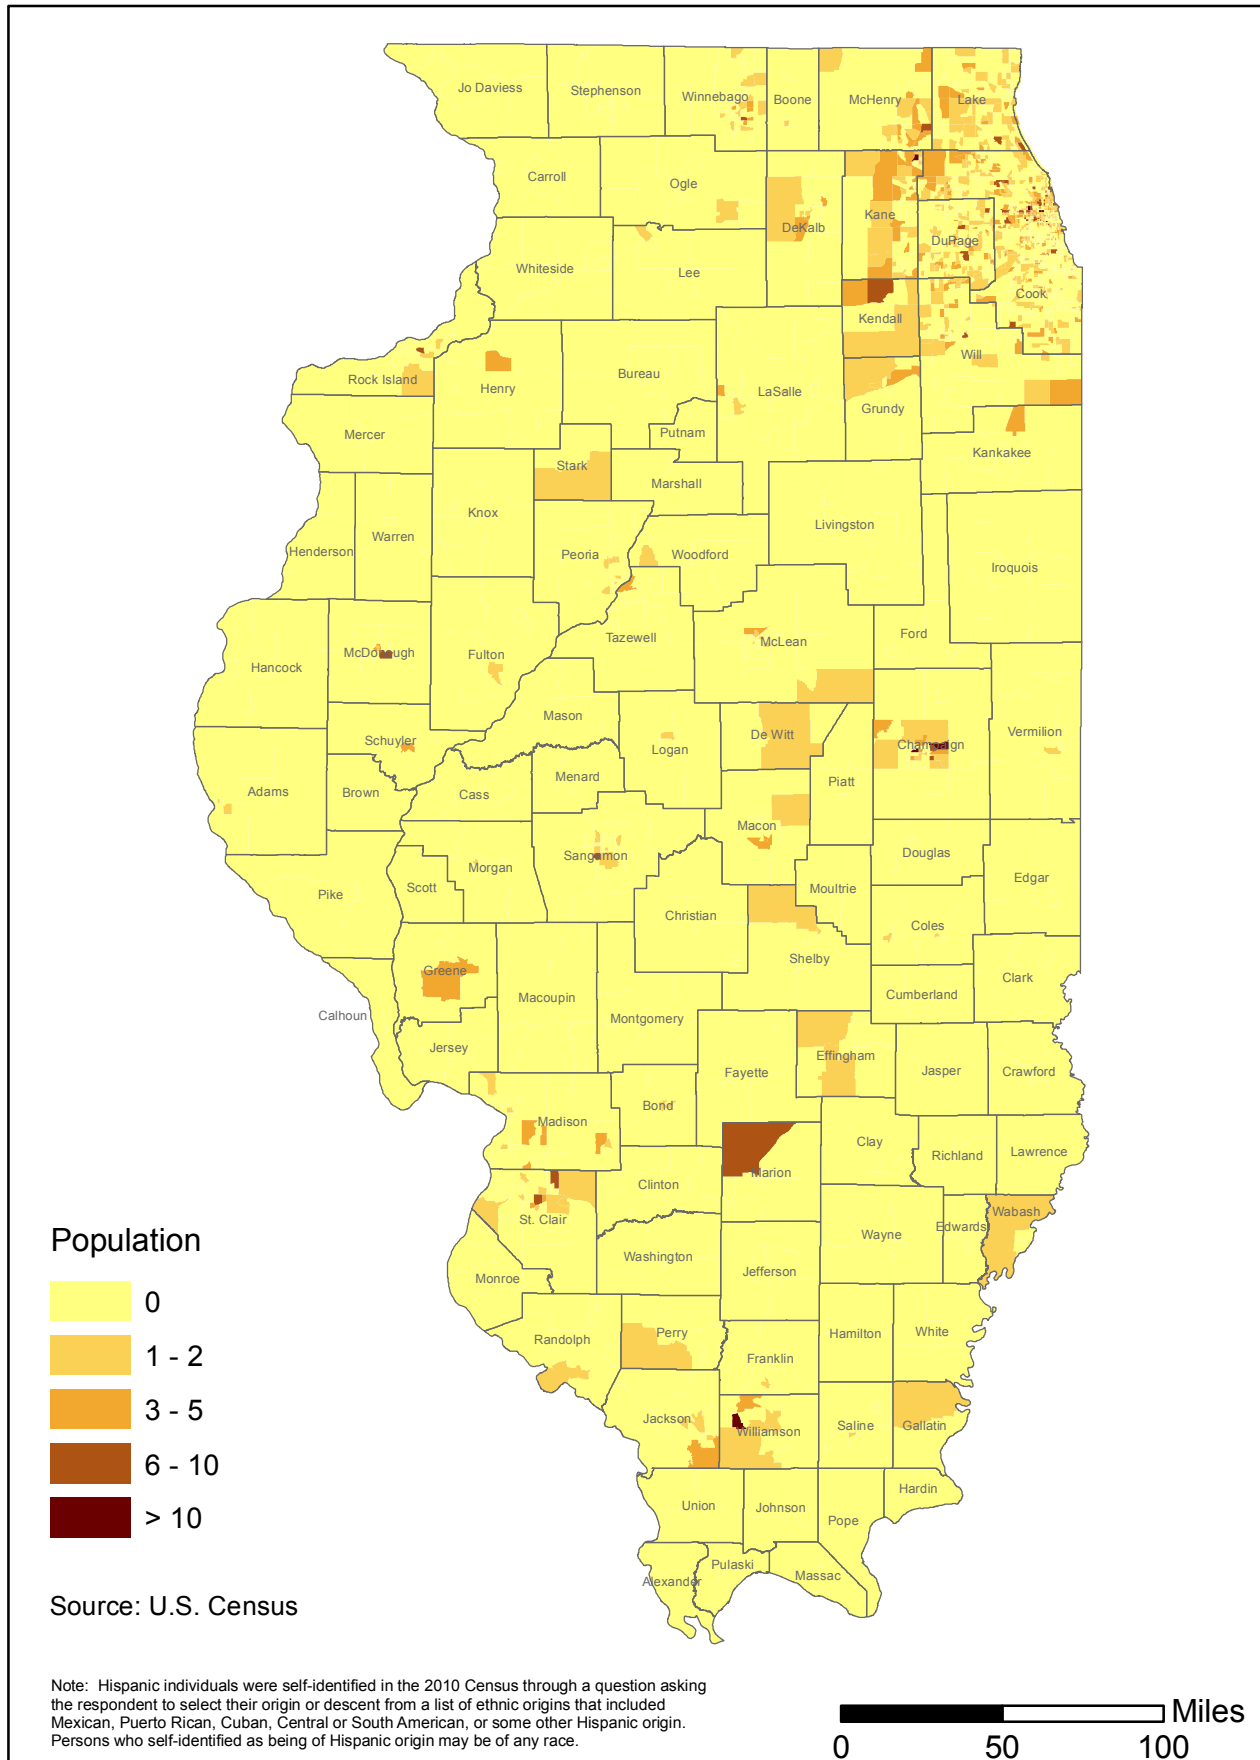 Jo Daviess
Stephenson
Winnebago
Boone
McHenry
Lake
Carroll
Ogle
DeKalb
Kane
DuPage
Cook
Whiteside
Lee
Kendall
Will
Rock Island
Henry
Bureau
LaSalle
Grundy
Mercer
Putnam
Kankakee
Stark
Marshall
Knox
Livingston
Warren
Henderson
Peoria
Woodford
Iroquois
Tazewell
McLean
Ford
Hancock
McDonough
Fulton
Mason
Schuyler
Logan
De Witt
Champaign
Vermilion
Adams
Brown
Cass
Menard
Piatt
Macon
Sangamon
Morgan
Scott
Pike
Christian
Moultrie
Douglas
Edgar
Coles
Shelby
Greene
Macoupin
Montgomery
Cumberland
Clark
Calhoun
Jersey
Effingham
Fayette
Jasper
Crawford
Bond
Madison
Clay
Richland
Lawrence
Marion
Clinton
St. Clair
Wabash
Edwards
Wayne
Washington
Jefferson
Monroe
Randolph
Perry
Hamilton
White
Franklin
Jackson
Williamson
Saline
Gallatin
Union
Johnson
Pope
Hardin
Alexander
Pulaski
Massac
Population
0
1 - 2
3 - 5
6 - 10
> 10
Source: U.S. Census
Note:  Hispanic individuals were self-identified in the 2010 Census through a question asking
the respondent to select their origin or descent from a list of ethnic origins that included
Mexican, Puerto Rican, Cuban, Central or South American, or some other Hispanic origin.
Persons who self-identified as being of Hispanic origin may be of any race.
Miles
0 50 100